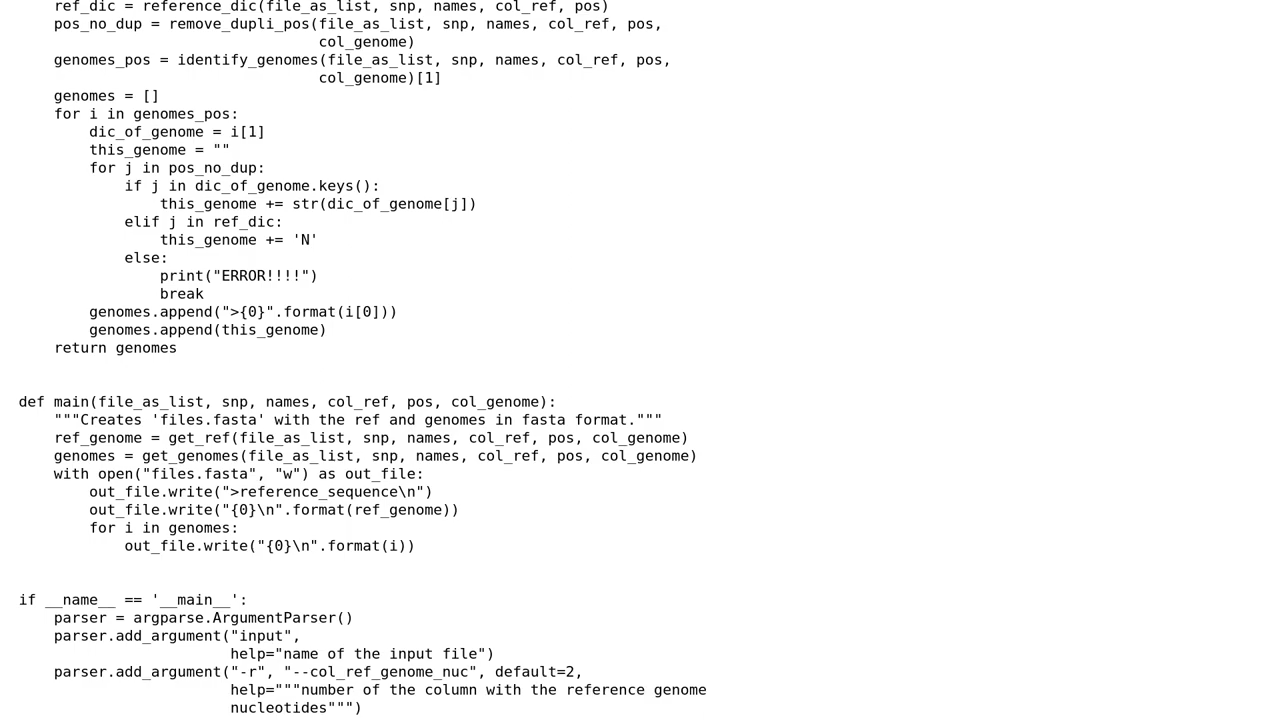 ref_dic = reference_dic(file_as_list, snp, names, col_ref, pos)
    pos_no_dup = remove_dupli_pos(file_as_list, snp, names, col_ref, pos,
                                  col_genome)
    genomes_pos = identify_genomes(file_as_list, snp, names, col_ref, pos,
                                  col_genome)[1]
    genomes = []
    for i in genomes_pos:
        dic_of_genome = i[1]
        this_genome = ""
        for j in pos_no_dup:
            if j in dic_of_genome.keys():
                this_genome += str(dic_of_genome[j])
            elif j in ref_dic:
                this_genome += 'N'
            else:
                print("ERROR!!!!")
                break
        genomes.append(">{0}".format(i[0]))
        genomes.append(this_genome)
    return genomes


def main(file_as_list, snp, names, col_ref, pos, col_genome):
    """Creates 'files.fasta' with the ref and genomes in fasta format."""
    ref_genome = get_ref(file_as_list, snp, names, col_ref, pos, col_genome)
    genomes = get_genomes(file_as_list, snp, names, col_ref, pos, col_genome)
    with open("files.fasta", "w") as out_file:
        out_file.write(">reference_sequence\n")
        out_file.write("{0}\n".format(ref_genome))
        for i in genomes:
            out_file.write("{0}\n".format(i))


if __name__ == '__main__':
    parser = argparse.ArgumentParser()
    parser.add_argument("input",
                        help="name of the input file")
    parser.add_argument("-r", "--col_ref_genome_nuc", default=2,
                        help="""number of the column with the reference genome
                        nucleotides""")